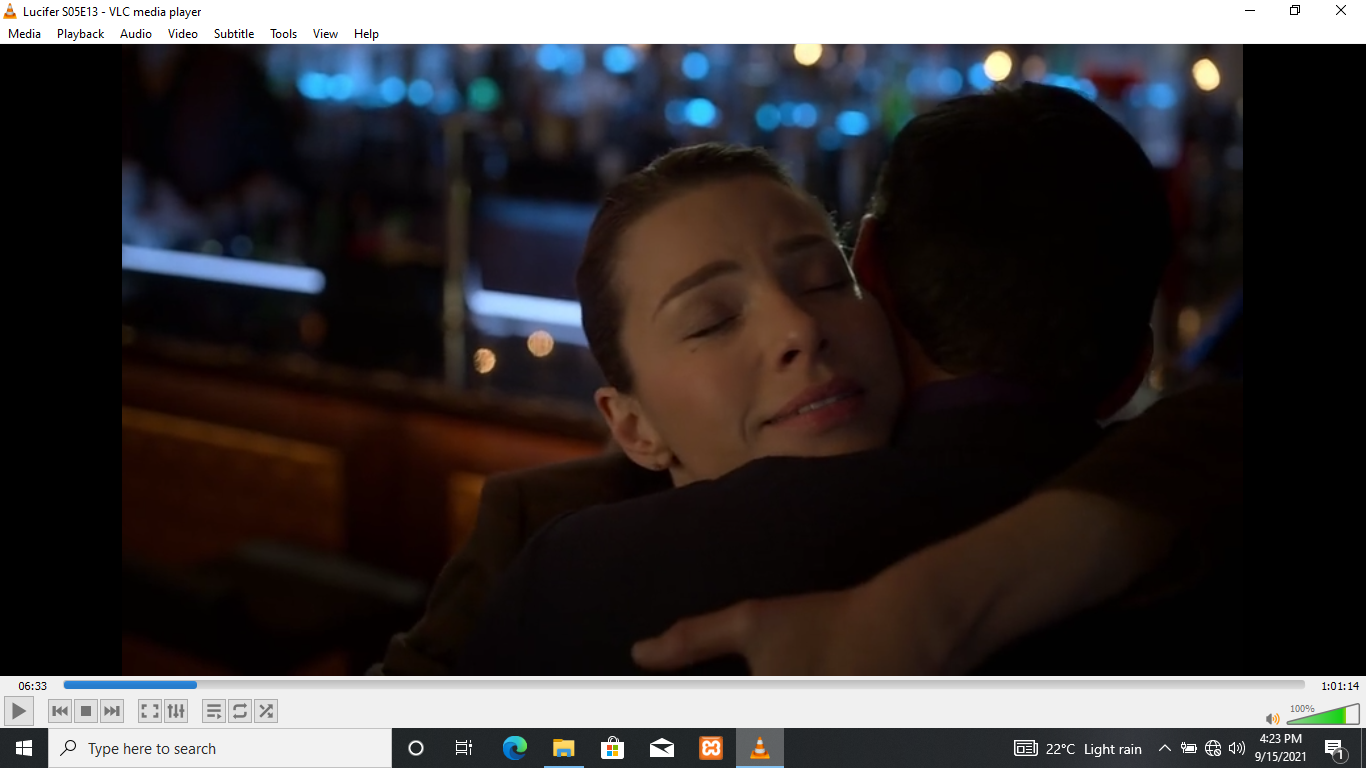 Lucifer S05E13 - VLC media player
Media Playback Audio Video Subtitle Tools View Help
06:33
1:01:14
100%
Type here to search
22°C Light rain
4:23 PM
9/15/2021
1